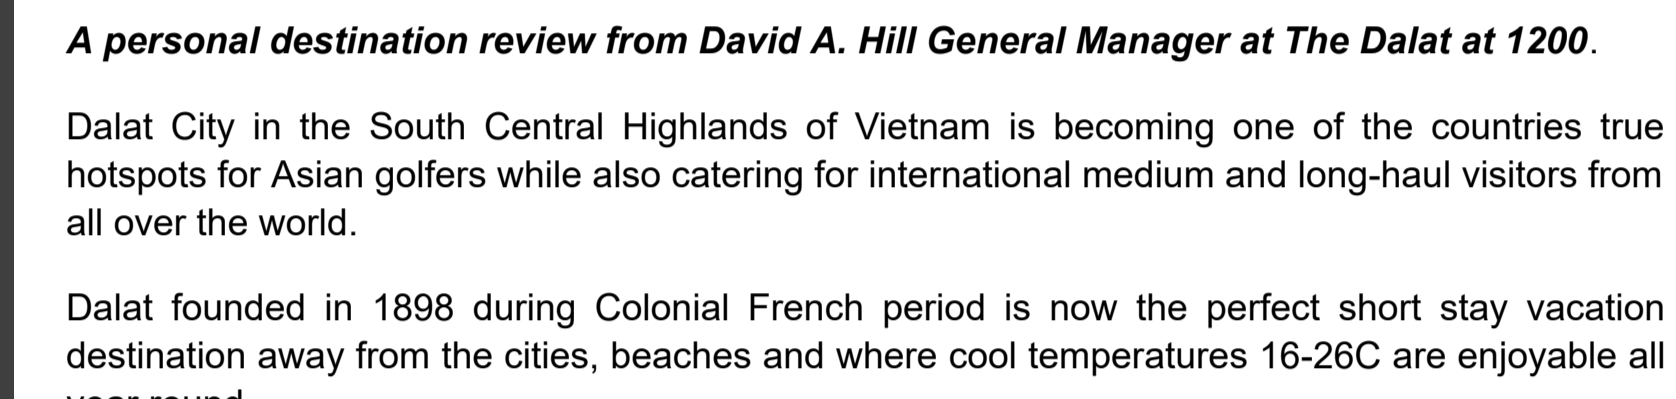 A personal destination review from David A. Hill General Manager at The Dalat at 1200.
Dalat City in the South Central Highlands of Vietnam is becoming one of the countries true
hotspots for Asian golfers while also catering for international medium and long-haul visitors from
all over the world.
Dalat founded in 1898 during Colonial French period is now the perfect short stay vacation
destination away from the cities, beaches and where cool temperatures 16-26C are enjoyable all
year round